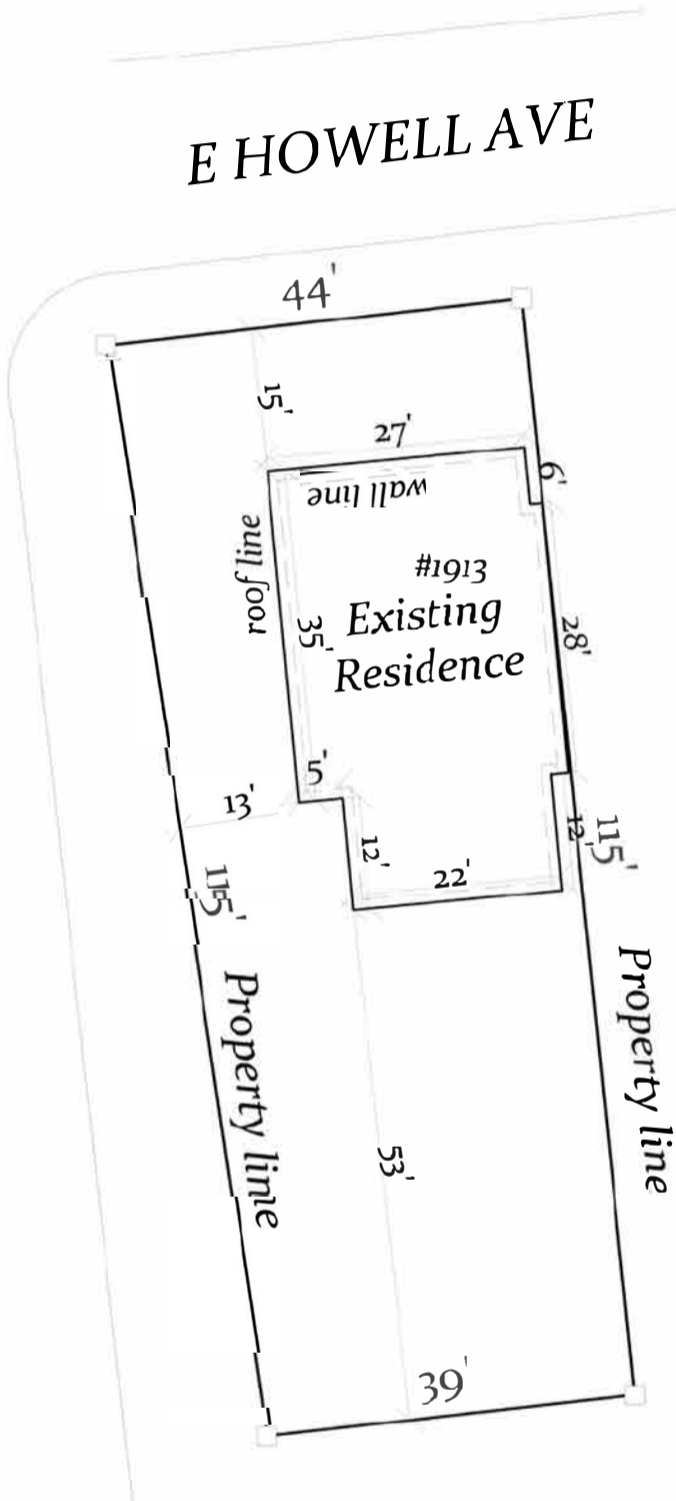 E HOWELL AVE
44'
15'
27'
6'
wall line
roof line
#1913
Existing
Residence
35'
28'
5'
13'
12'
12'
115'
115'
22'
Property line
Property line
53'
39'